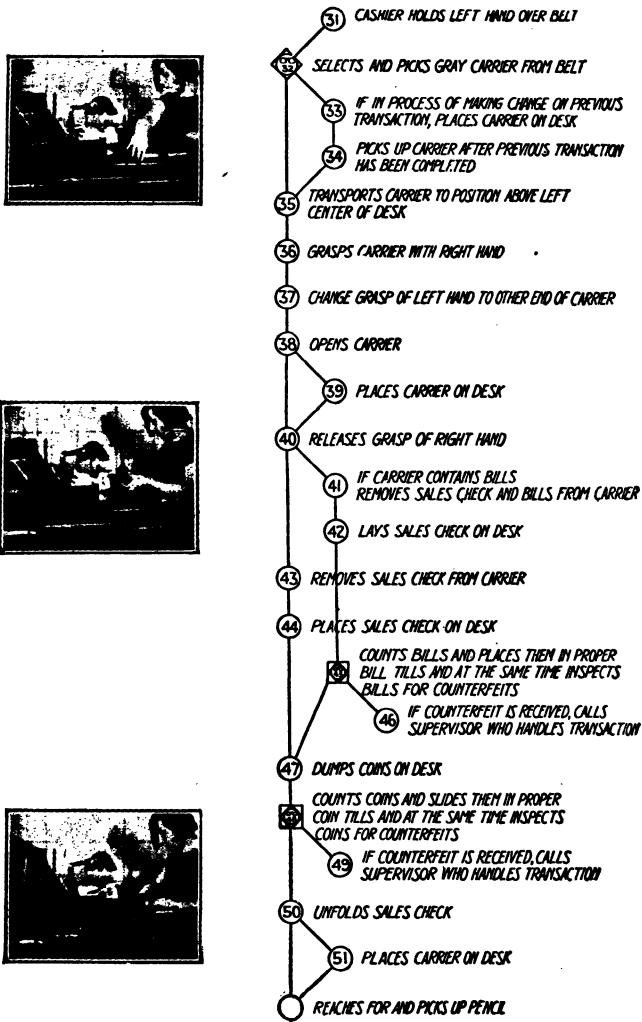 31 CASHIER HOLDS LEFT HAND OVER BELT
32 SELECTS AND PICKS GRAY CARRIER FROM BELT
33 IF IN PROCESS OF MAKING CHANGE ON PREVIOUS
TRANSACTION, PLACES CARRIER ON DESK
34 PICKS UP CARRIER AFTER PREVIOUS TRANSACTION
HAS BEEN COMPLETED
35 TRANSPORTS CARRIER TO POSITION ABOVE LEFT
CENTER OF DESK
36 GRASPS CARRIER WITH RIGHT HAND
37 CHANGE GRASP OF LEFT HAND TO OTHER END OF CARRIER
38 OPENS CARRIER
39 PLACES CARRIER ON DESK
40 RELEASES GRASP OF RIGHT HAND
41 IF CARRIER CONTAINS BILLS
REMOVES SALES CHECK AND BILLS FROM CARRIER
42 LAYS SALES CHECK ON DESK
43 REMOVES SALES CHECK FROM CARRIER
44 PLACES SALES CHECK ON DESK
COUNTS BILLS AND PLACES THEM IN PROPER
BILL TILLS AND AT THE SAME TIME INSPECTS
BILLS FOR COUNTERFEITS
46 IF COUNTERFEIT IS RECEIVED, CALLS
SUPERVISOR WHO HANDLES TRANSACTION
47 DUMPS COINS ON DESK
COUNTS COINS AND SLIDES THEM IN PROPER
COIN TILLS AND AT THE SAME TIME INSPECTS
COINS FOR COUNTERFEITS
49 IF COUNTERFEIT IS RECEIVED, CALLS
SUPERVISOR WHO HANDLES TRANSACTION
50 UNFOLDS SALES CHECK
51 PLACES CARRIER ON DESK
REACHES FOR AND PICKS UP PENCIL